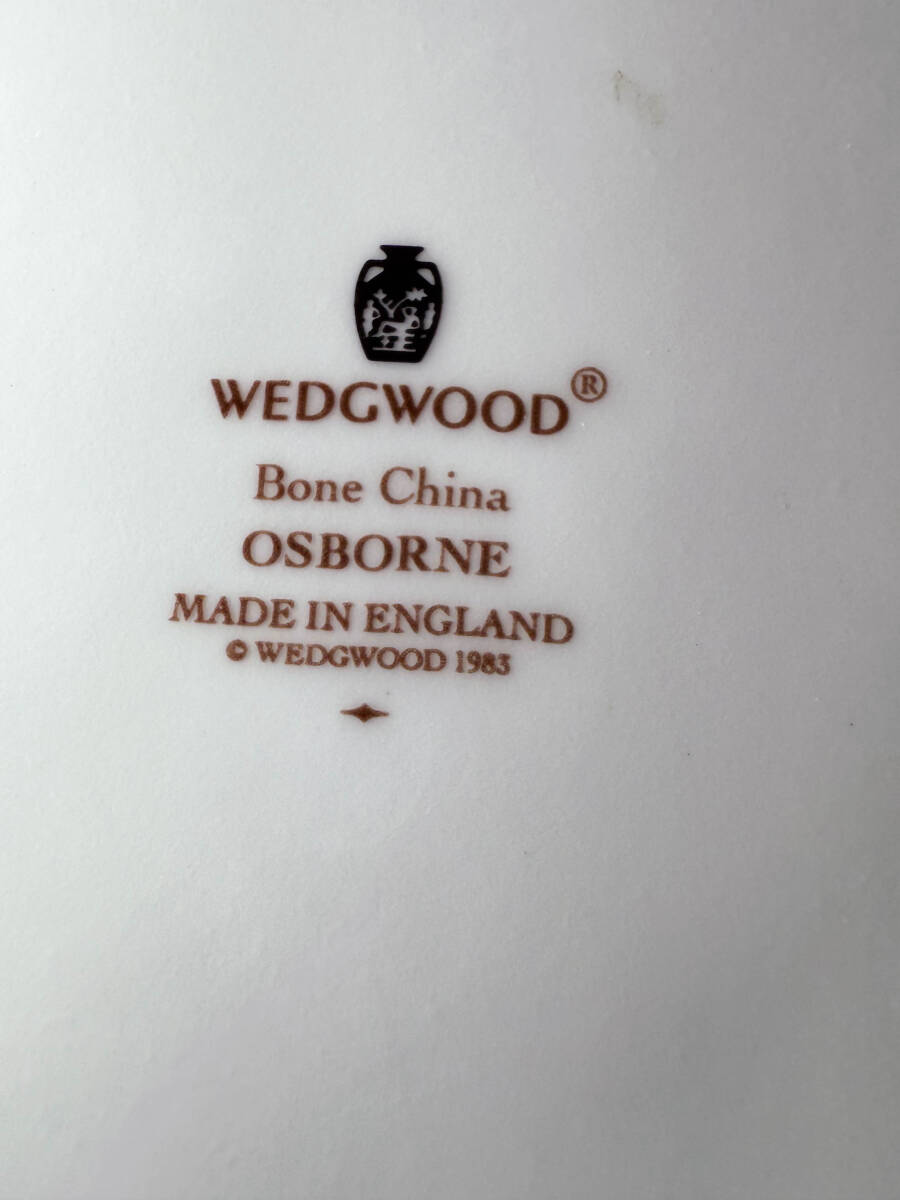 WEDGWOOD®
Bone China
OSBORNE
MADE IN ENGLAND
© WEDGWOOD 1983